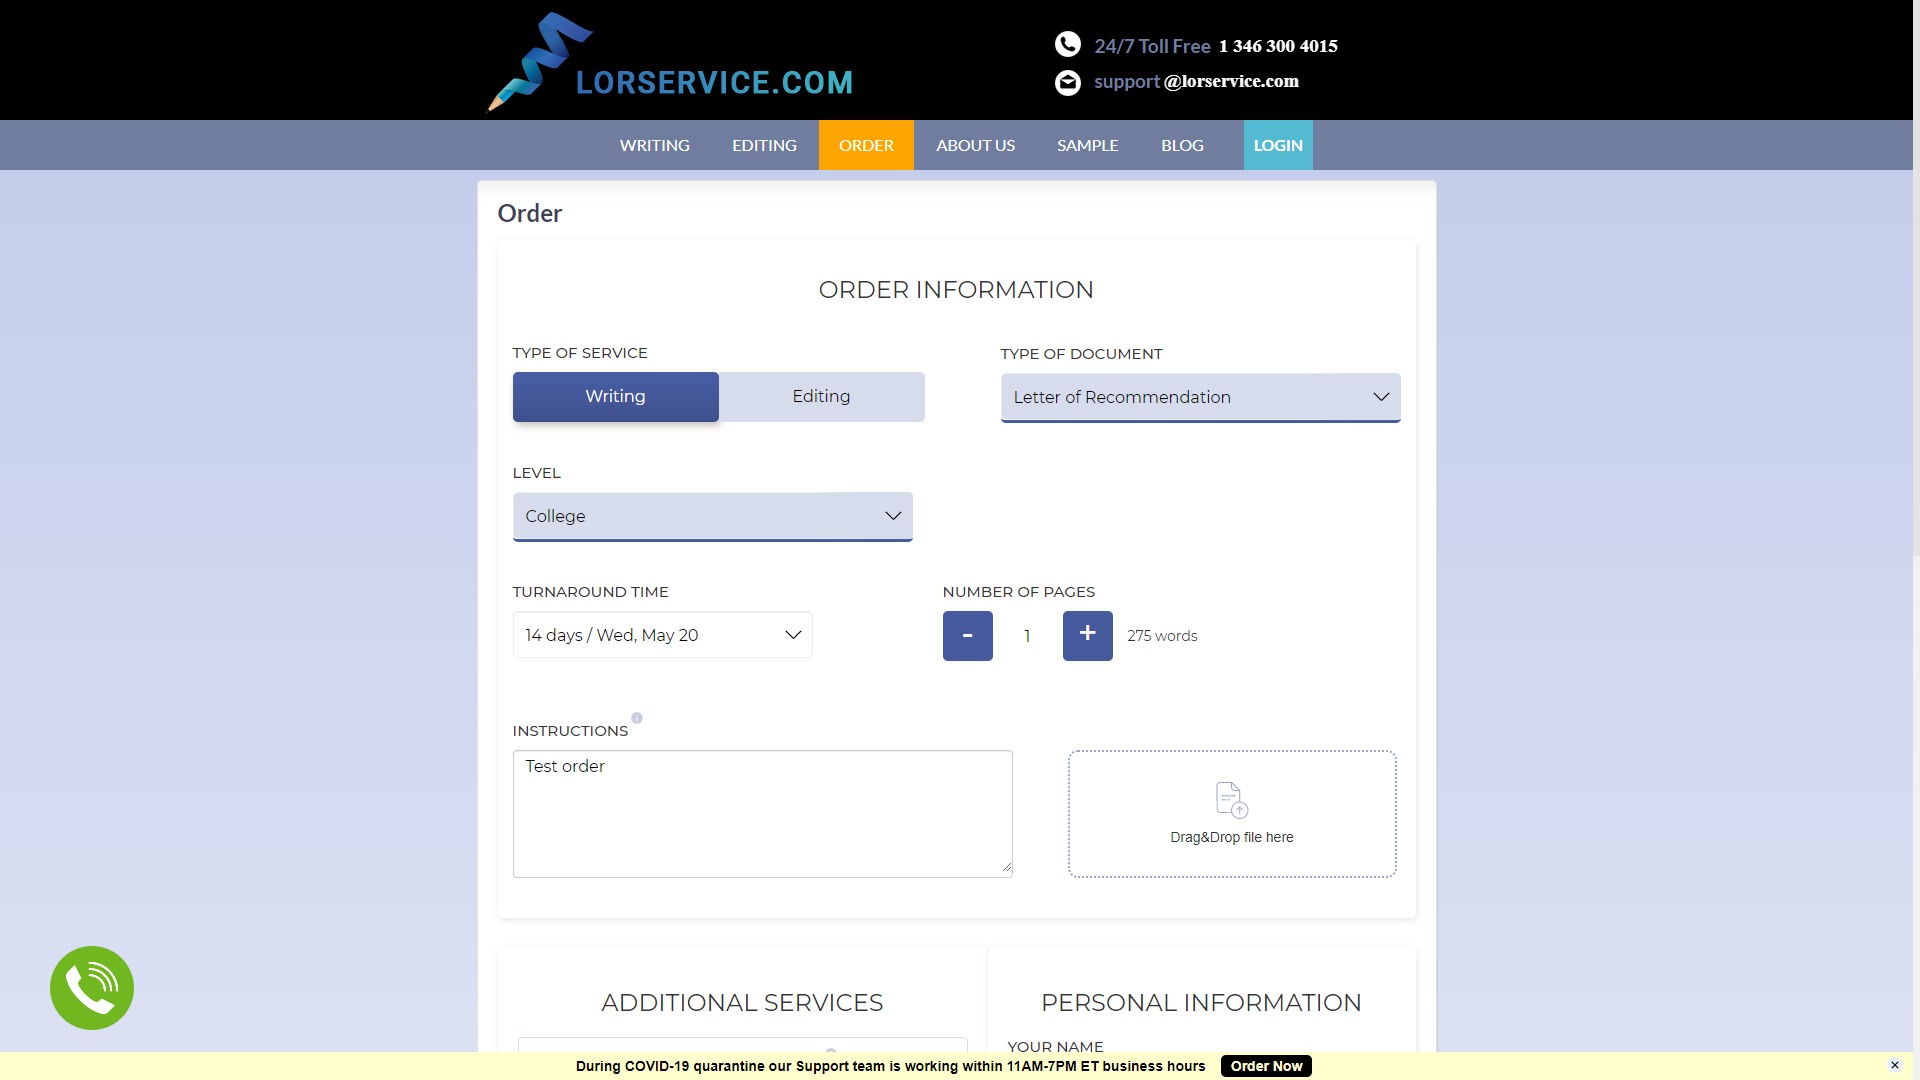 LORSERVICE.COM
24/7 Toll Free 1 346 300 4015
support @lorservice.com
WRITING EDITING ORDER ABOUT US SAMPLE BLOG LOGIN
Order
ORDER INFORMATION
TYPE OF SERVICE
Writing Editing
TYPE OF DOCUMENT
Letter of Recommendation
LEVEL
College
TURNAROUND TIME
14 days / Wed, May 20
NUMBER OF PAGES
- 1 + 275 words
INSTRUCTIONS
Test order
Drag&Drop file here
ADDITIONAL SERVICES
PERSONAL INFORMATION
YOUR NAME
During COVID-19 quarantine our Support team is working within 11AM-7PM ET business hours Order Now